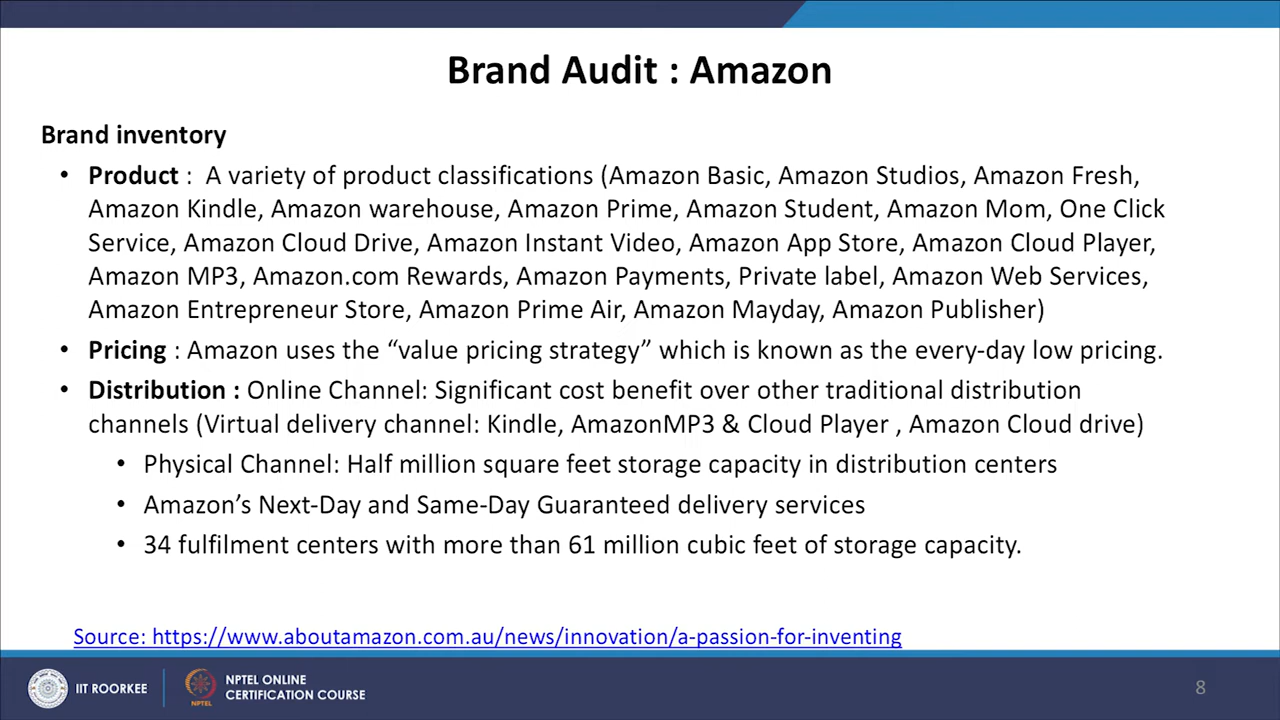 Brand Audit : Amazon
Brand inventory
• Product : A variety of product classifications (Amazon Basic, Amazon Studios, Amazon Fresh,
Amazon Kindle, Amazon warehouse, Amazon Prime, Amazon Student, Amazon Mom, One Click
Service, Amazon Cloud Drive, Amazon Instant Video, Amazon App Store, Amazon Cloud Player,
Amazon MP3, Amazon.com Rewards, Amazon Payments, Private label, Amazon Web Services,
Amazon Entrepreneur Store, Amazon Prime Air, Amazon Mayday, Amazon Publisher)
• Pricing : Amazon uses the “value pricing strategy” which is known as the every-day low pricing.
• Distribution : Online Channel: Significant cost benefit over other traditional distribution
channels (Virtual delivery channel: Kindle, AmazonMP3 & Cloud Player , Amazon Cloud drive)
• Physical Channel: Half million square feet storage capacity in distribution centers
• Amazon’s Next-Day and Same-Day Guaranteed delivery services
• 34 fulfilment centers with more than 61 million cubic feet of storage capacity.
Source: https://www.aboutamazon.com.au/news/innovation/a-passion-for-inventing
IIT ROORKEE
NPTEL
NPTEL ONLINE
CERTIFICATION COURSE
8